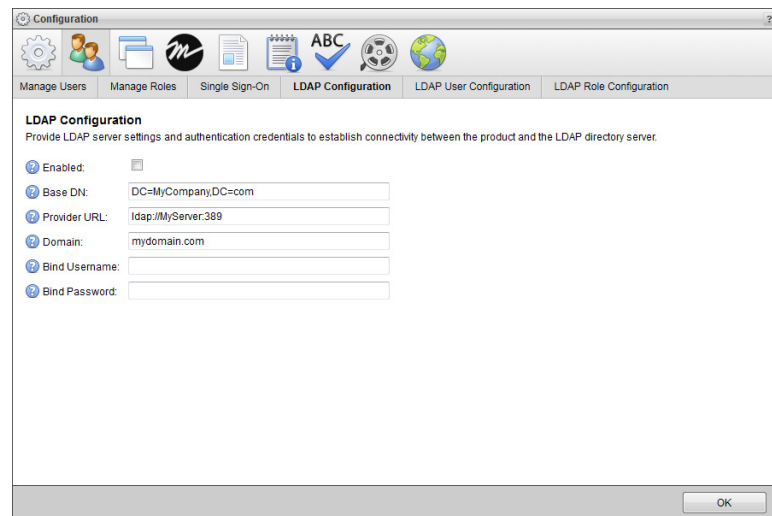 Configuration
?
ABC
Manage Users Manage Roles Single Sign-On LDAP Configuration LDAP User Configuration LDAP Role Configuration
LDAP Configuration
Provide LDAP server settings and authentication credentials to establish connectivity between the product and the LDAP directory server.
? Enabled:
? Base DN: DC=MyCompany,DC=com
? Provider URL: ldap://MyServer:389
? Domain: mydomain.com
? Bind Username:
? Bind Password:
OK